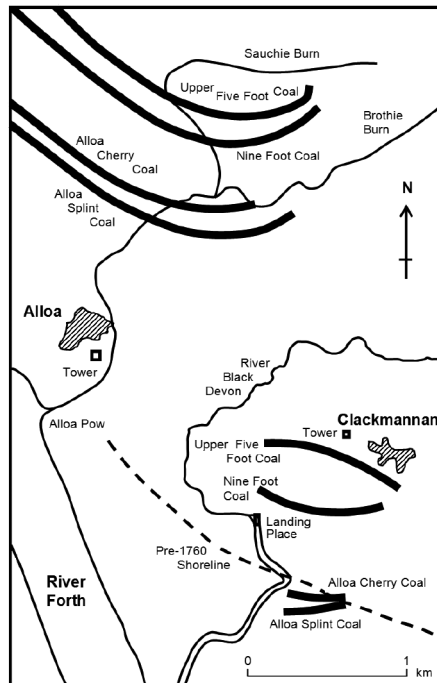 Sauchie Burn
Upper Five Foot Coal
Brothie
Burn
Alloa
Cherry
Coal
Nine Foot Coal
Alloa
Splint
Coal
N
Alloa
Tower
River
Black
Devon
Clackmannan
Tower
Upper Five
Foot Coal
Alloa Pow
Nine Foot
Coal
Landing
Place
Pre-1760
Shoreline
River
Forth
Alloa Cherry Coal
Alloa Splint Coal
0 1
km